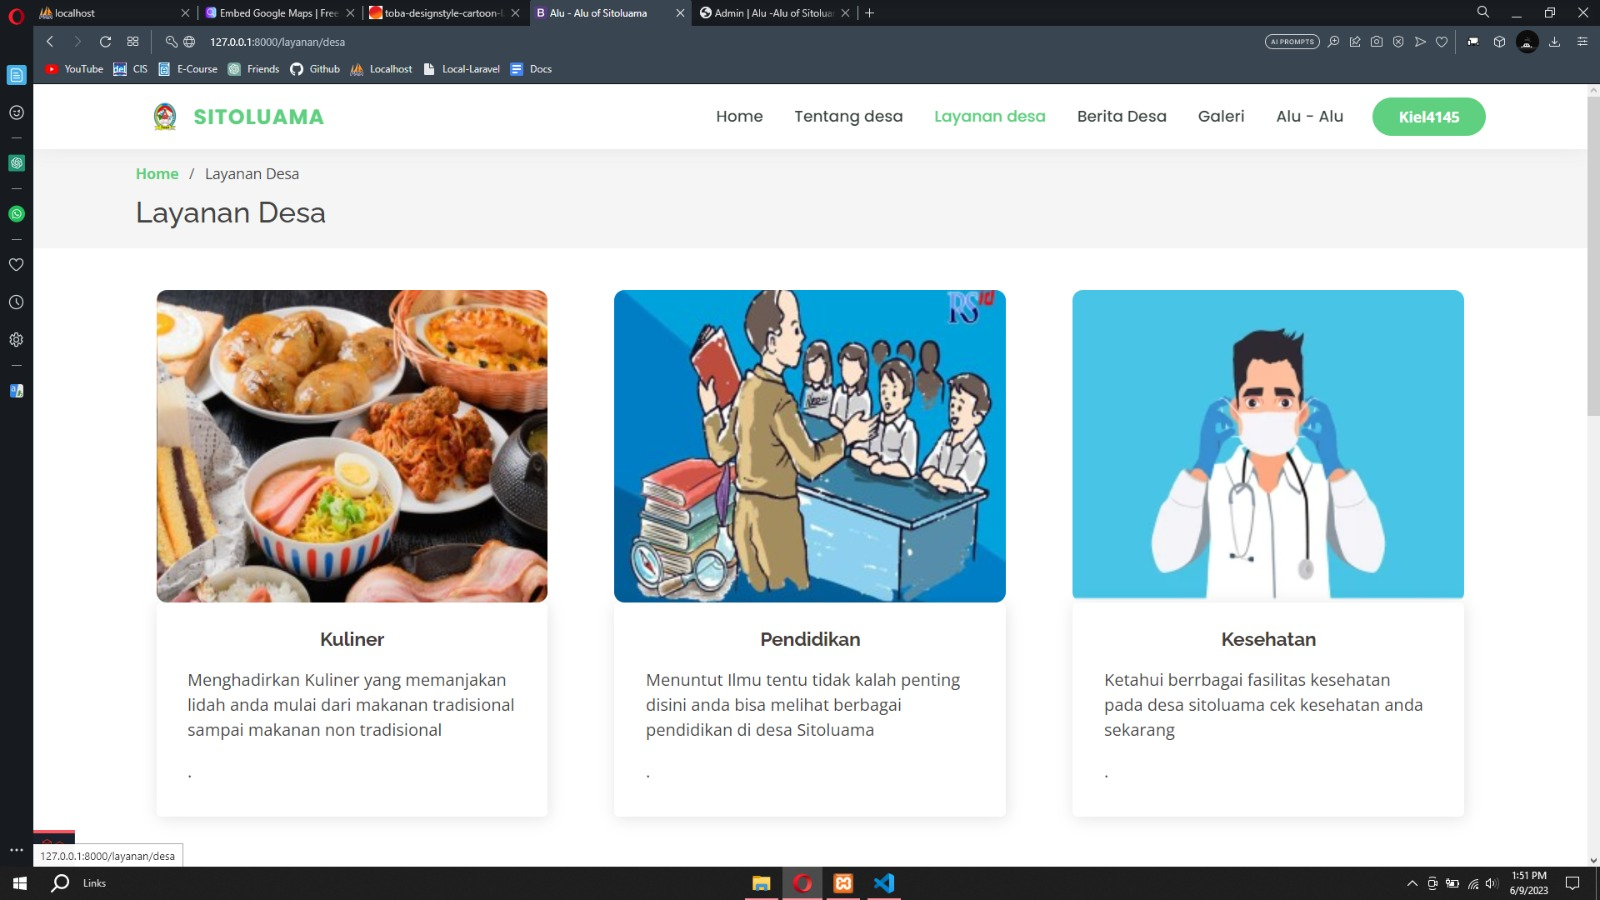 localhost
Embed Google Maps | Free
toba-designstyle-cartoon-l
Alu - Alu of Sitoluama
Admin | Alu -Alu of Sitolua
127.0.0.1:8000/layanan/desa
AI PROMPTS
YouTube
CIS
E-Course
Friends
Github
Localhost
Local-Laravel
Docs
SITOLUAMA
Home
Tentang desa
Layanan desa
Berita Desa
Galeri
Alu - Alu
Kiel4145
Home / Layanan Desa
Layanan Desa
RSid
Kuliner
Menghadirkan Kuliner yang memanjakan
lidah anda mulai dari makanan tradisional
sampai makanan non tradisional
.
Pendidikan
Menuntut Ilmu tentu tidak kalah penting
disini anda bisa melihat berbagai
pendidikan di desa Sitoluama
.
Kesehatan
Ketahui berrbagai fasilitas kesehatan
pada desa sitoluama cek kesehatan anda
sekarang
.
127.0.0.1:8000/layanan/desa
Links
1:51 PM
6/9/2023